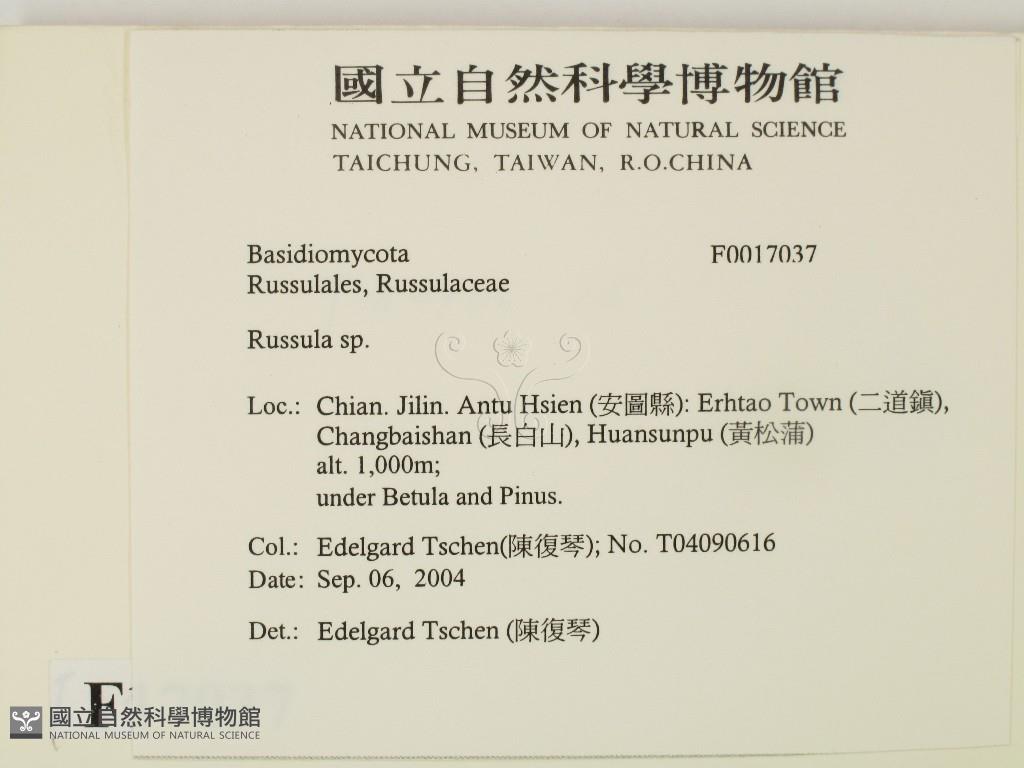 國立自然科學博物館
NATIONAL MUSEUM OF NATURAL SCIENCE
TAICHUNG, TAIWAN, R.O.CHINA
Basidiomycota F0017037
Russulales, Russulaceae
Russula sp.
Loc.: Chian. Jilin. Antu Hsien (安圖縣): Erhtao Town (二道鎭),
Changbaishan (長白山), Huansunpu (黃松蒲)
alt. 1,000m;
under Betula and Pinus.
Col.: Edelgard Tschen(陳復琴); No. T04090616
Date: Sep. 06, 2004
Det.: Edelgard Tschen (陳復琴)
F
國立自然科學博物館
NATIONAL MUSEUM OF NATURAL SCIENCE